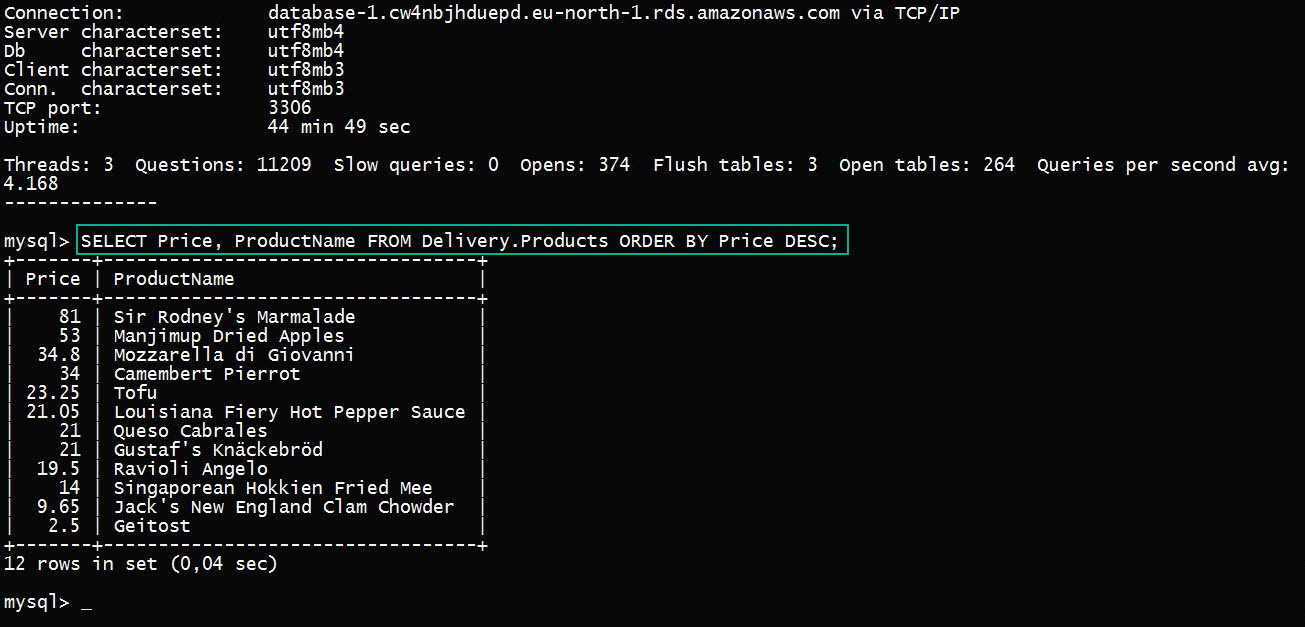 Connection:             database-1.cw4nbjhduepd.eu-north-1.rds.amazonaws.com via TCP/IP
Server characterset:    utf8mb4
Db     characterset:    utf8mb4
Client characterset:    utf8mb3
Conn.  characterset:    utf8mb3
TCP port:               3306
Uptime:                 44 min 49 sec
Threads: 3  Questions: 11209  Slow queries: 0  Opens: 374  Flush tables: 3  Open tables: 264  Queries per second avg:
4.168
--------------
mysql> SELECT Price, ProductName FROM Delivery.Products ORDER BY Price DESC;
+-------+----------------------------------+
| Price | ProductName                      |
+-------+----------------------------------+
|    81 | Sir Rodney's Marmalade           |
|    53 | Manjimup Dried Apples            |
|  34.8 | Mozzarella di Giovanni           |
|    34 | Camembert Pierrot                |
| 23.25 | Tofu                             |
| 21.05 | Louisiana Fiery Hot Pepper Sauce |
|    21 | Queso Cabrales                   |
|    21 | Gustaf's Knäckebröd              |
|  19.5 | Ravioli Angelo                   |
|    14 | Singaporean Hokkien Fried Mee    |
|  9.65 | Jack's New England Clam Chowder  |
|   2.5 | Geitost                          |
+-------+----------------------------------+
12 rows in set (0,04 sec)
mysql> _